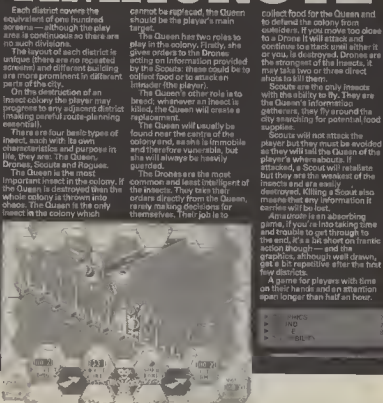 Each district covers the
equivalent of one hundred
screens — although the play
area is continuous so there are
no such divisions.
The layout of each district is
unique (there are no repeated
screens) and different building
are more prominent in different
parts of the city.
On the destruction of an
insect colony the player may
progress to any adjacent district
(making careful route-planning
essential).
There are four basic types of
insect, each with its own
characteristics and purpose in
life, they are: The Queen,
Drones, Scouts and Rogues.
The Queen is the most
important insect in the colony. If
the Queen is destroyed then the
whole colony is thrown into
chaos. The Queen is the only
insect in the colony which
cannot be replaced, the Queen
should be the player's main
target.
The Queen has two roles to
play in the colony. Firstly, she
gives orders to the Drones
acting on information provided
by the Scouts: these could be to
collect food or to attack an
intruder (the player).
The Queen's other role is to
breed; whenever an insect is
killed, the Queen will create a
replacement.
The Queen will usually be
found near the centre of the
colony end, as she is immobile
and therefore vulnerable, but
she will always be heavily
guarded.
The Drones are the most
common and least intelligent of
the insects. They take their
orders directly from the Queen,
rarely making decisions for
themselves. Their job is to
collect food for the Queen and
to defend the colony from
outsiders. If you move too close
to a Drone it will attack and
continue to attack until either it
or you, is destroyed. Drones are
the strongest of the insects, it
may take two or three direct
shots to kill them.
Scouts are the only insects
with the ability to fly. They are
the Queen's information
gatherers, they fly around the
city searching for potential food
supplies.
Scouts will not attack the
player but they must be avoided
as they will tell the Queen of the
player's whereabouts. If
attacked, a Scout will retaliate
but they are the weakest of the
insects and are easily
destroyed. Killing a Scout also
means that any information it
carries will be lost.
Amaurote is an absorbing
game, if you're into taking time
and trouble to get through to
the end, it's a bit short on frantic
action though — and the
graphics, although well drawn,
get a bit repetitive after the first
few districts.
A game for players with time
on their hands and an attention
span longer than half an hour.